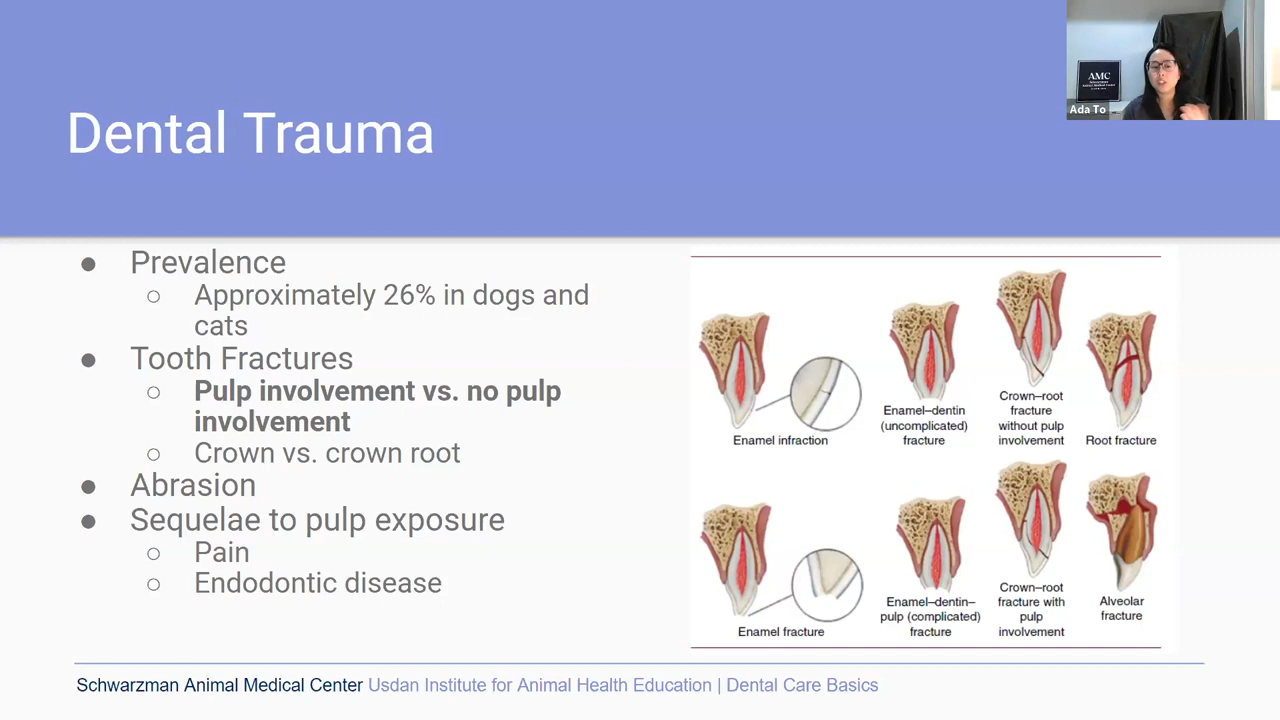 AMC
Ada To
Dental Trauma
● Prevalence
○ Approximately 26% in dogs and
cats
● Tooth Fractures
○ Pulp involvement vs. no pulp
involvement
○ Crown vs. crown root
● Abrasion
● Sequelae to pulp exposure
○ Pain
○ Endodontic disease
Enamel infraction
Enamel–dentin
(uncomplicated)
fracture
Crown–root
fracture
without pulp
involvement
Root fracture
Enamel fracture
Enamel–dentin–
pulp (complicated)
fracture
Crown–root
fracture with
pulp
involvement
Alveolar
fracture
Schwarzman Animal Medical Center Usdan Institute for Animal Health Education | Dental Care Basics